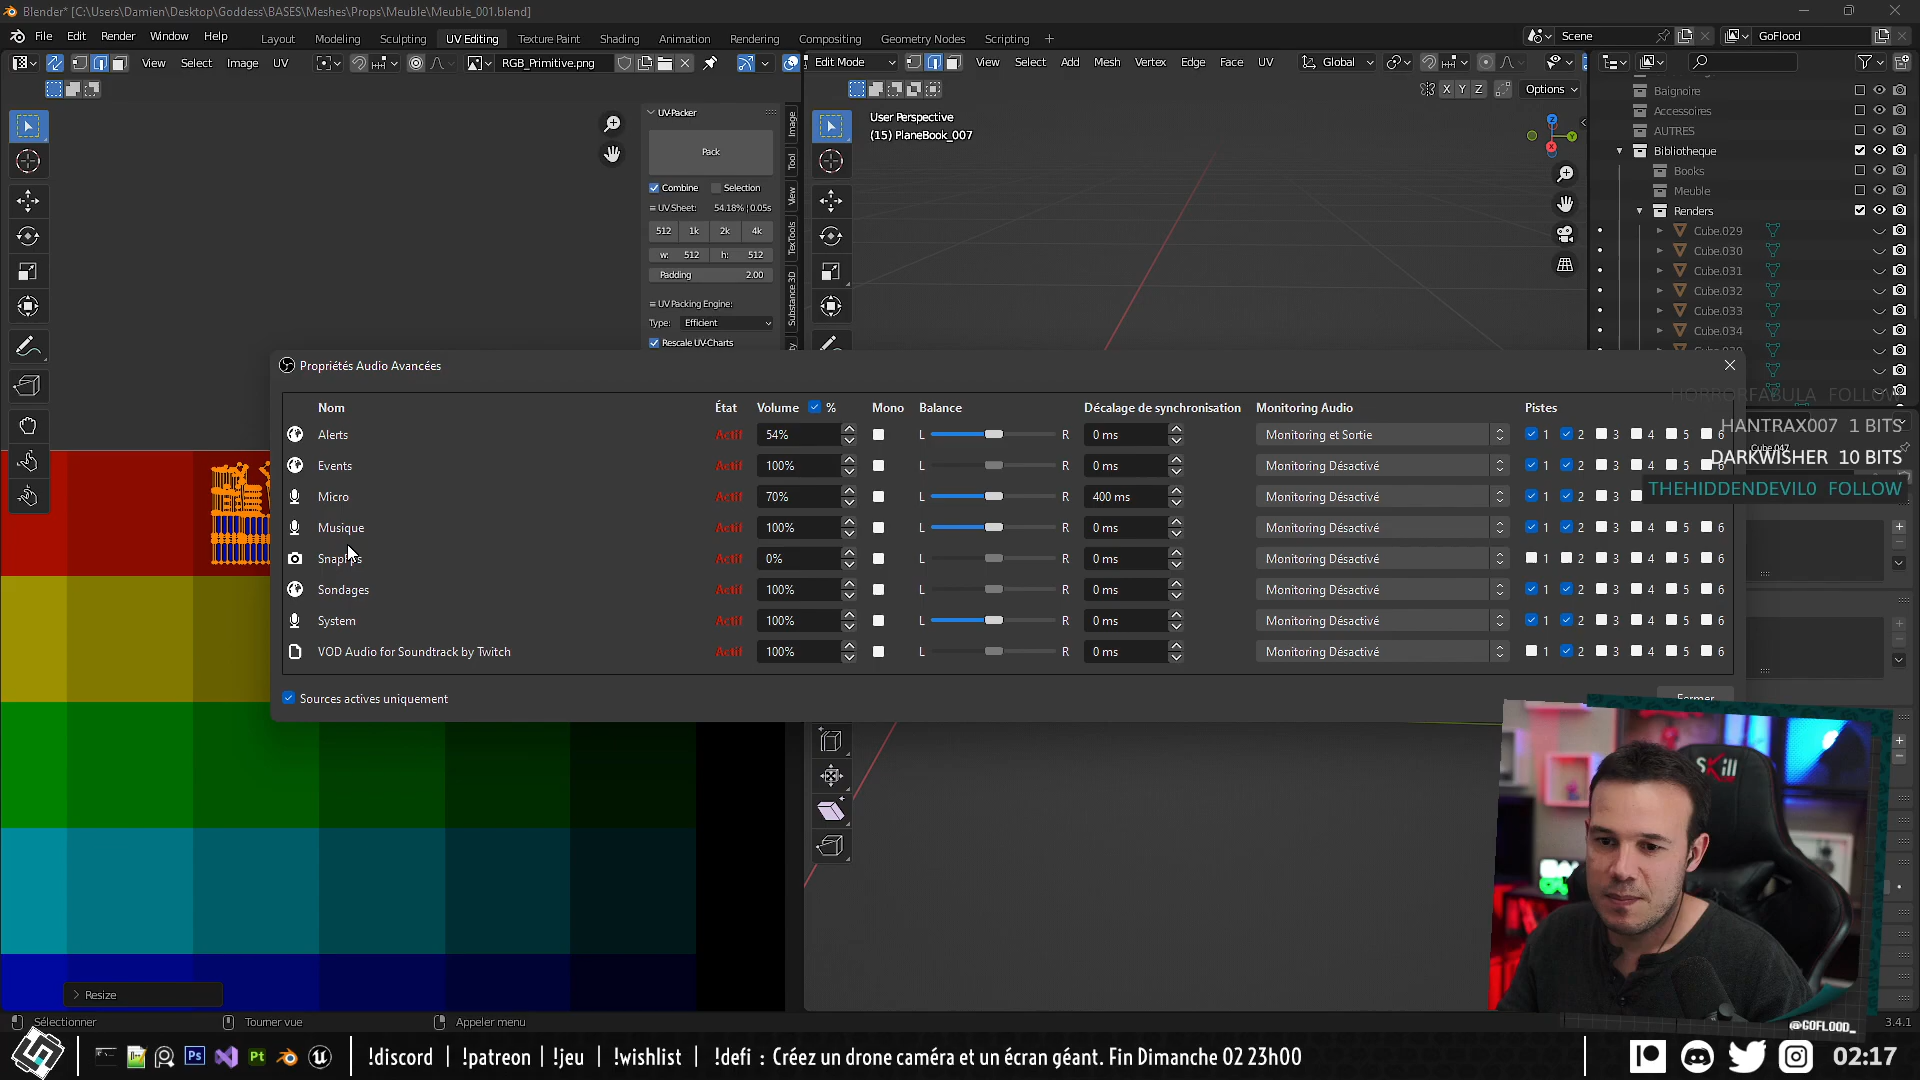 Blender* [C:\Users\Damien\Desktop\Goddess\BASES\Meshes\Props\Meuble\Meuble_001.blend]
File Edit Render Window Help
Layout Modeling Sculpting UV Editing Texture Paint Shading Animation Rendering Compositing Geometry Nodes Scripting +
Scene
GoFlood
View Select Image UV
RGB_Primitive.png
Edit Mode
View Select Add Mesh Vertex Edge Face UV
Global
X Y Z
Options
UV-Packer
Pack
Combine Selection
UV Sheet: 54.18% | 0.05s
512 1k 2k 4k
w: 512 h: 512
Padding 2.00
UV Packing Engine:
Type: Efficient
Rescale UV-Charts
Image
Tool
View
TexTools
Substance 3D
User Perspective
(15) PlaneBook_007
Baignoire
Accessoires
AUTRES
Bibliotheque
Books
Meuble
Renders
Cube.029
Cube.030
Cube.031
Cube.032
Cube.033
Cube.034
Propriétés Audio Avancées
Nom État Volume % Mono Balance Décalage de synchronisation Monitoring Audio Pistes
Alerts Actif 54% L R 0 ms Monitoring et Sortie 1 2 3 4 5 6
Events Actif 100% L R 0 ms Monitoring Désactivé 1 2 3 4 5 6
Micro Actif 70% L R 400 ms Monitoring Désactivé 1 2 3
Musique Actif 100% L R 0 ms Monitoring Désactivé 1 2 3 4 5 6
Actif 0% L R 0 ms Monitoring Désactivé 1 2 3 4 5 6
Sondages Actif 100% L R 0 ms Monitoring Désactivé 1 2 3 4 5 6
System Actif 100% L R 0 ms Monitoring Désactivé 1 2 3 4 5 6
VOD Audio for Soundtrack by Twitch Actif 100% L R 0 ms Monitoring Désactivé 1 2 3 4 5 6
Sources actives uniquement
Fermer
HORRORFABULA FOLLOW
HANTRAX007 1 BITS
DARKWISHER 10 BITS
THEHIDDENDEVIL0 FOLLOW
SKILL
@GOFLOOD_
Resize
Sélectionner Tourner vue Appeler menu
3.4.1
Ps
Pt
!discord | !patreon | !jeu | !wishlist | !defi : Créez un drone caméra et un écran géant. Fin Dimanche 02 23h00
02:17